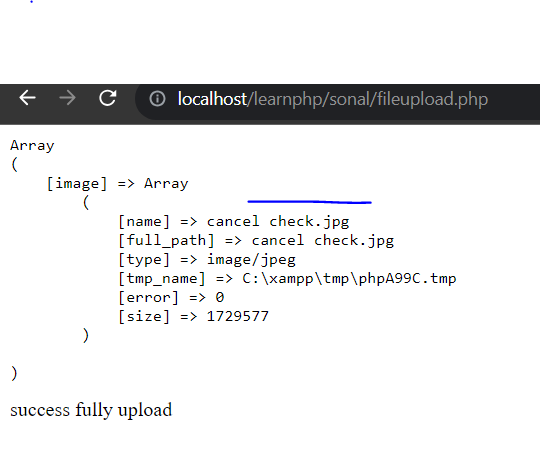 localhost/learnphp/sonal/fileupload.php
Array
(
[image] => Array
(
[name] => cancel check.jpg
[full_path] => cancel check.jpg
[type] => image/jpeg
[tmp_name] => C:\xampp\tmp\phpA99C.tmp
[error] => 0
[size] => 1729577
)
)
success fully upload